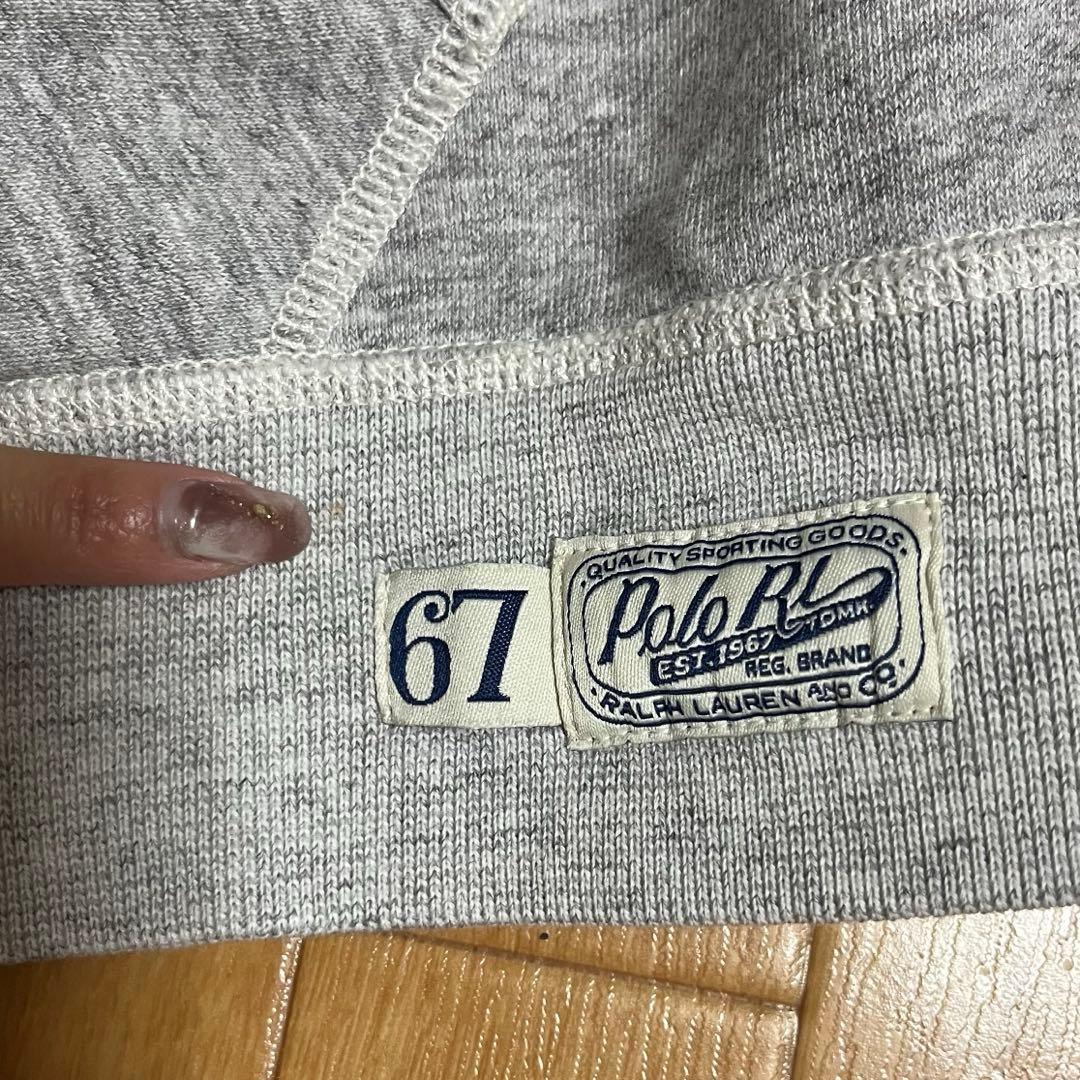 67
QUALITY SPORTING GOODS.
Polo RL
EST. 1967 TDMK
REG. BRAND
RALPH LAUREN AND CO.